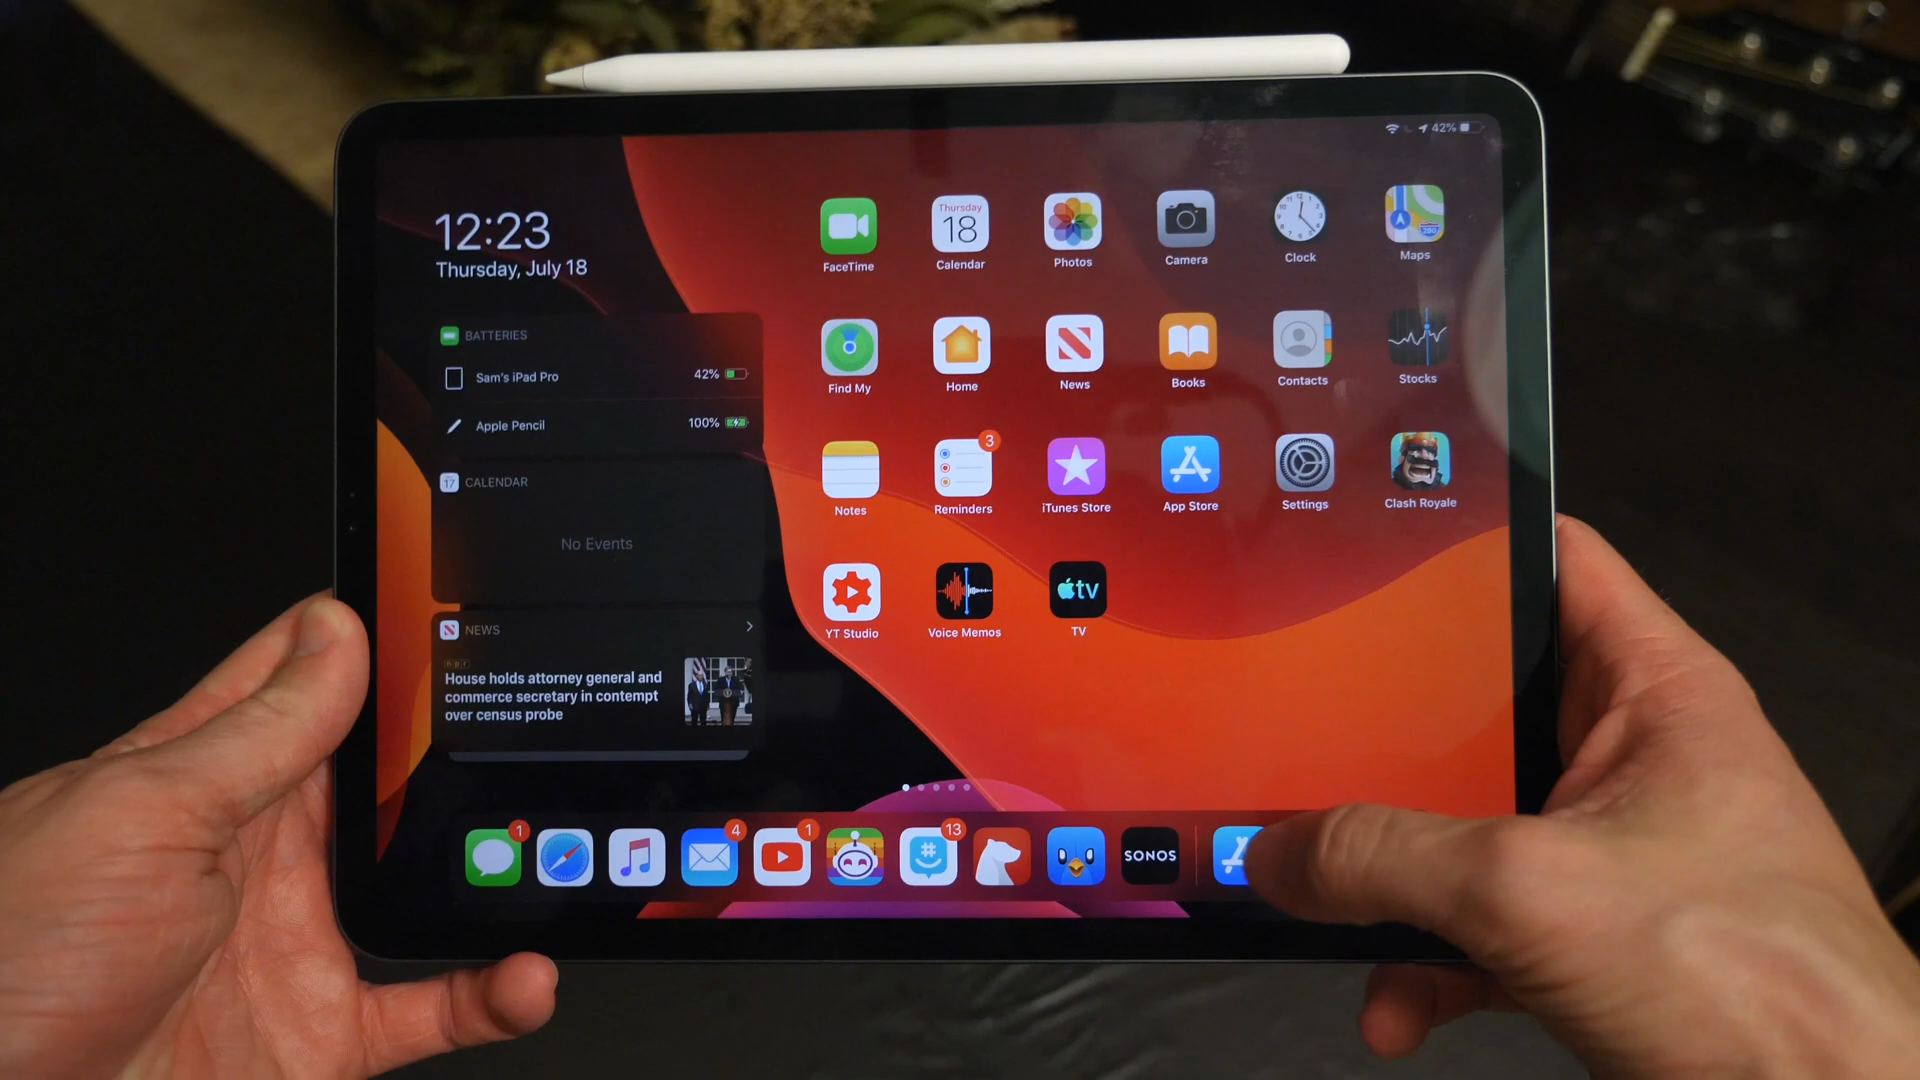 42%
12:23
Thursday, July 18
BATTERIES
Sam's iPad Pro 42%
Apple Pencil 100%
17 CALENDAR
No Events
NEWS
npr
House holds attorney general and
commerce secretary in contempt
over census probe
Thursday
18
280
FaceTime Calendar Photos Camera Clock Maps
Find My Home News Books Contacts Stocks
3
Notes Reminders iTunes Store App Store Settings Clash Royale
tv
YT Studio Voice Memos TV
1 4 1 13
SONOS